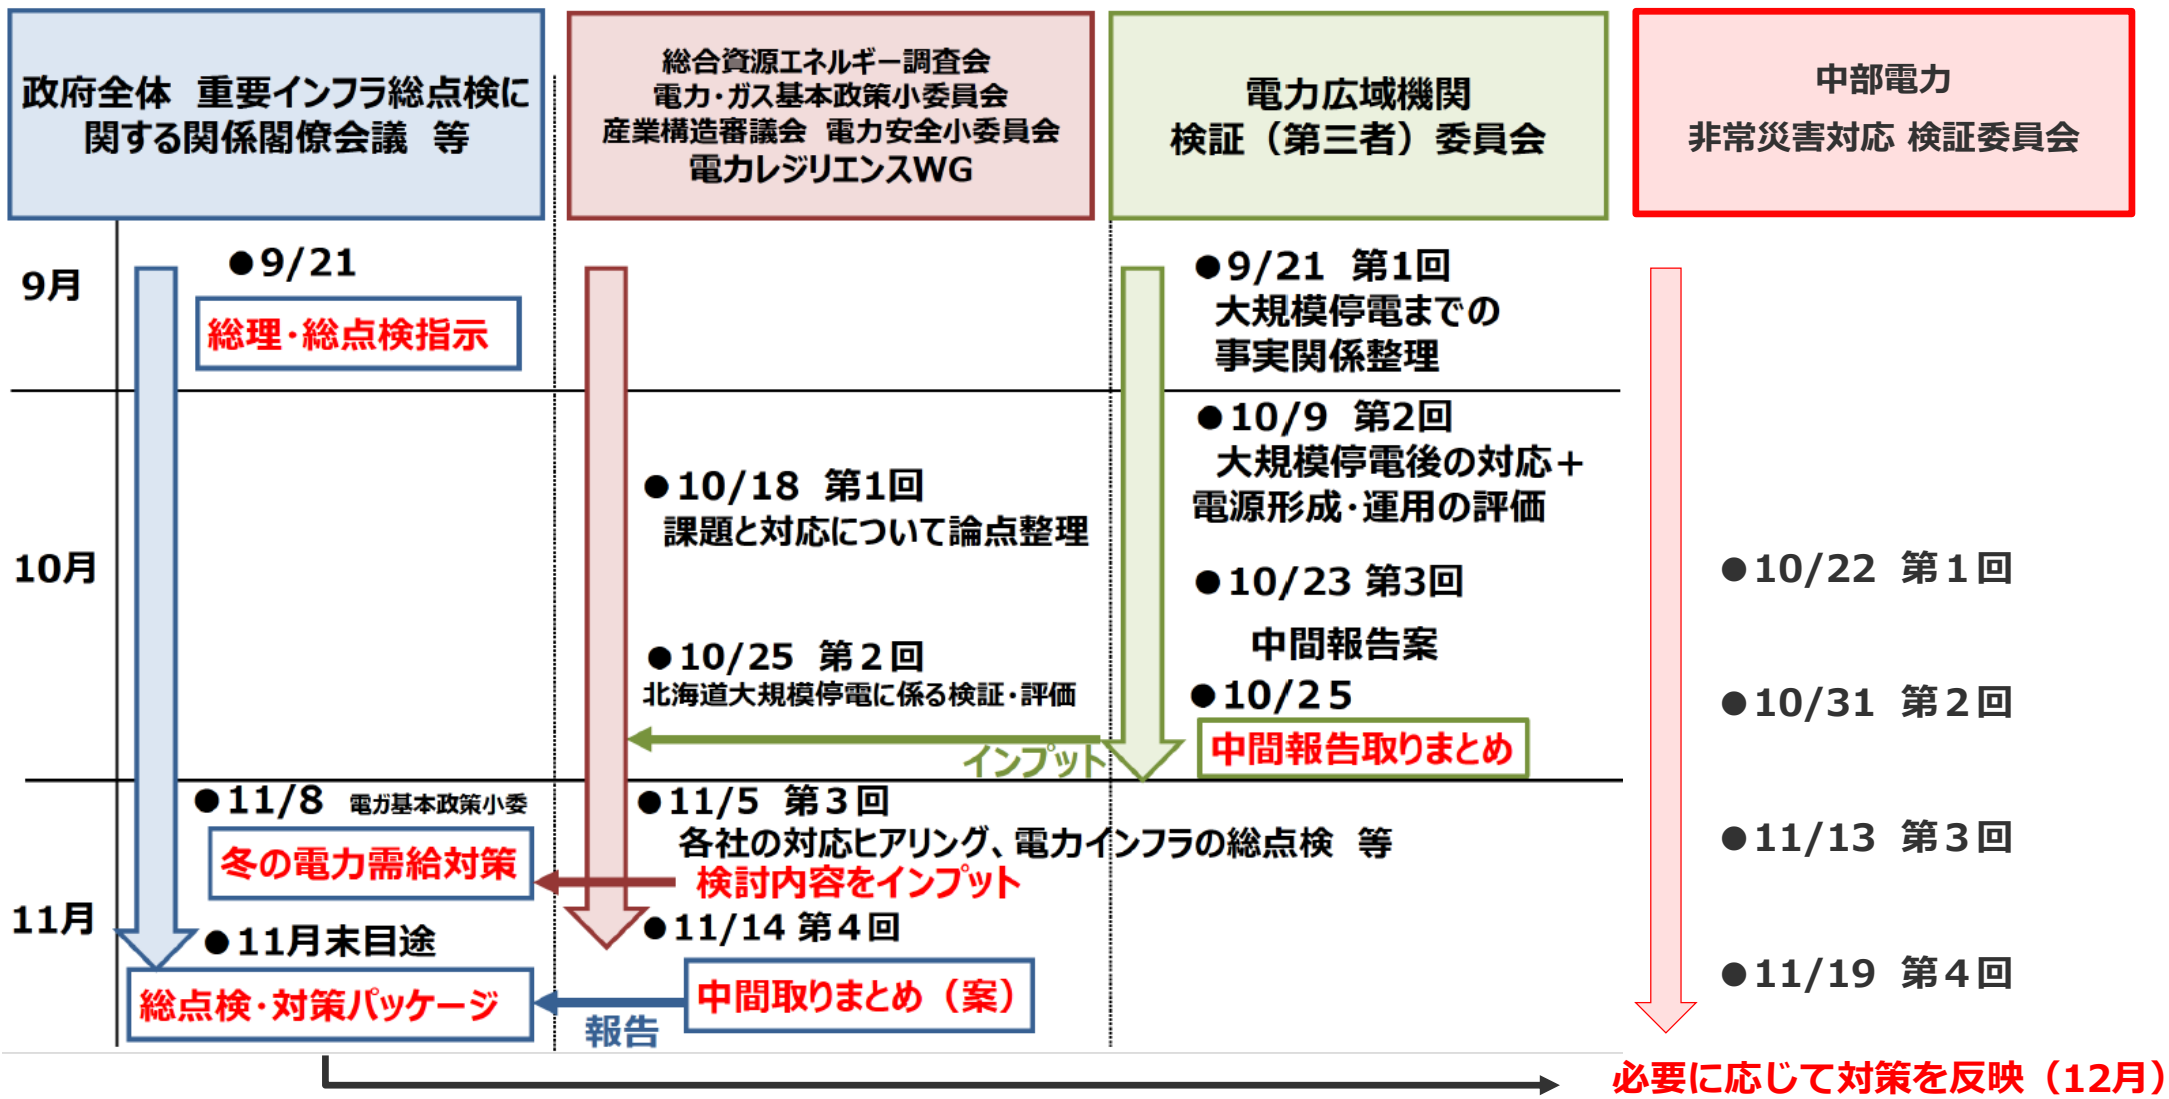 政府全体 重要インフラ総点検に
関する関係閣僚会議 等
総合資源エネルギー調査会
電力・ガス基本政策小委員会
産業構造審議会 電力安全小委員会
電力レジリエンスWG
電力広域機関
検証（第三者）委員会
中部電力
非常災害対応 検証委員会
9月
●9/21
総理・総点検指示
●9/21 第1回
大規模停電までの
事実関係整理
10月
●10/18 第1回
課題と対応について論点整理
●10/25 第２回
北海道大規模停電に係る検証・評価
●10/9 第2回
大規模停電後の対応＋
電源形成・運用の評価
●10/23 第3回
中間報告案
●10/25
中間報告取りまとめ
インプット
●10/22 第１回
●10/31 第２回
11月
●11/8 電ガ基本政策小委
冬の電力需給対策
●11月末目途
総点検・対策パッケージ
●11/5 第３回
各社の対応ヒアリング、電力インフラの総点検 等
検討内容をインプット
●11/14 第４回
中間取りまとめ（案）
報告
●11/13 第３回
●11/19 第４回
必要に応じて対策を反映（12月）